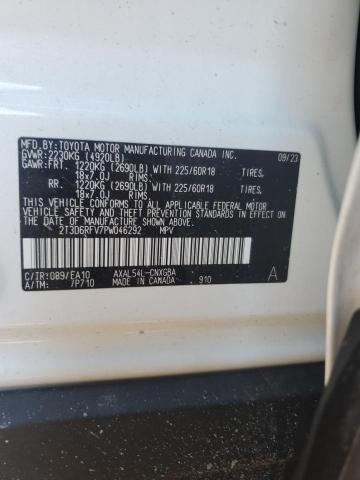 MFD.BY:TOYOTA MOTOR MANUFACTURING CANADA INC. 09/23
GVWR:2230KG (4920LB)
GAWR:FRT. 1220KG (2690LB) WITH 225/60R18 TIRES,
18x7.0J RIMS,
RR. 1220KG (2690LB) WITH 225/60R18 TIRES,
18x7.0J RIMS,
THIS VEHICLE CONFORMS TO ALL APPLICABLE
FEDERAL MOTOR VEHICLE SAFETY AND THEFT
PREVENTION STANDARDS IN EFFECT ON THE DATE
OF MANUFACTURE SHOWN ABOVE.
2T3D6RFV7PW046292 MPV
C/TR:089/EA10 AXAL54L-CNXGBA A
A/TM: 7P710 MADE IN CANADA 910